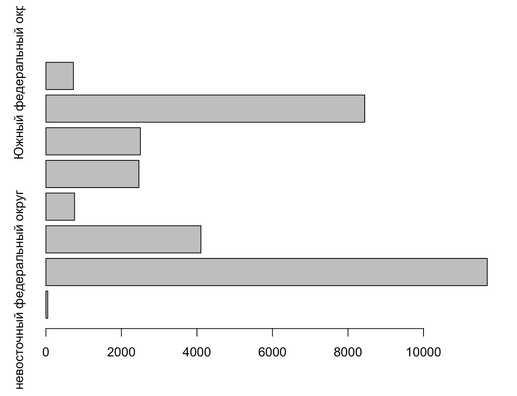 Южный федеральный окр
невосточный федеральный округ
0 2000 4000 6000 8000 10000